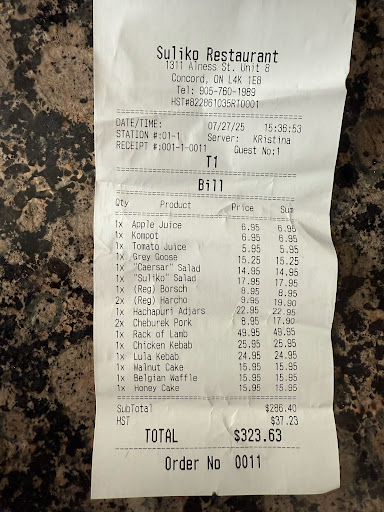 Suliko Restaurant
1311 Alness St. Unit 8
Concord, ON L4K 1E8
Tel: 905-760-1989
HST#822861035RT0001
DATE/TIME: 07/27/25 15:36:53
STATION #:01-1 Server: KRistina
RECEIPT #:001-1-0011 Guest No:1
T1
Bill
Qty Product Price Sum
1x Apple Juice 6.95 6.95
1x Kompot 6.95 6.95
1x Tomato Juice 5.95 5.95
1x Grey Goose 15.25 15.25
1x "Caersar" Salad 14.95 14.95
1x "Suliko" Salad 17.95 17.95
1x (Reg) Borsch 8.95 8.95
2x (Reg) Harcho 9.95 19.90
1x Hachapuri Adjars 22.95 22.95
2x Cheburek Pork 8.95 17.90
1x Rack of Lamb 49.95 49.95
1x Chicken Kebab 25.95 25.95
1x Lula Kebab 24.95 24.95
1x Walnut Cake 15.95 15.95
1x Belgian Waffle 15.95 15.95
1x Honey Cake 15.95 15.95
SubTotal $286.40
HST $37.23
TOTAL $323.63
Order No 0011